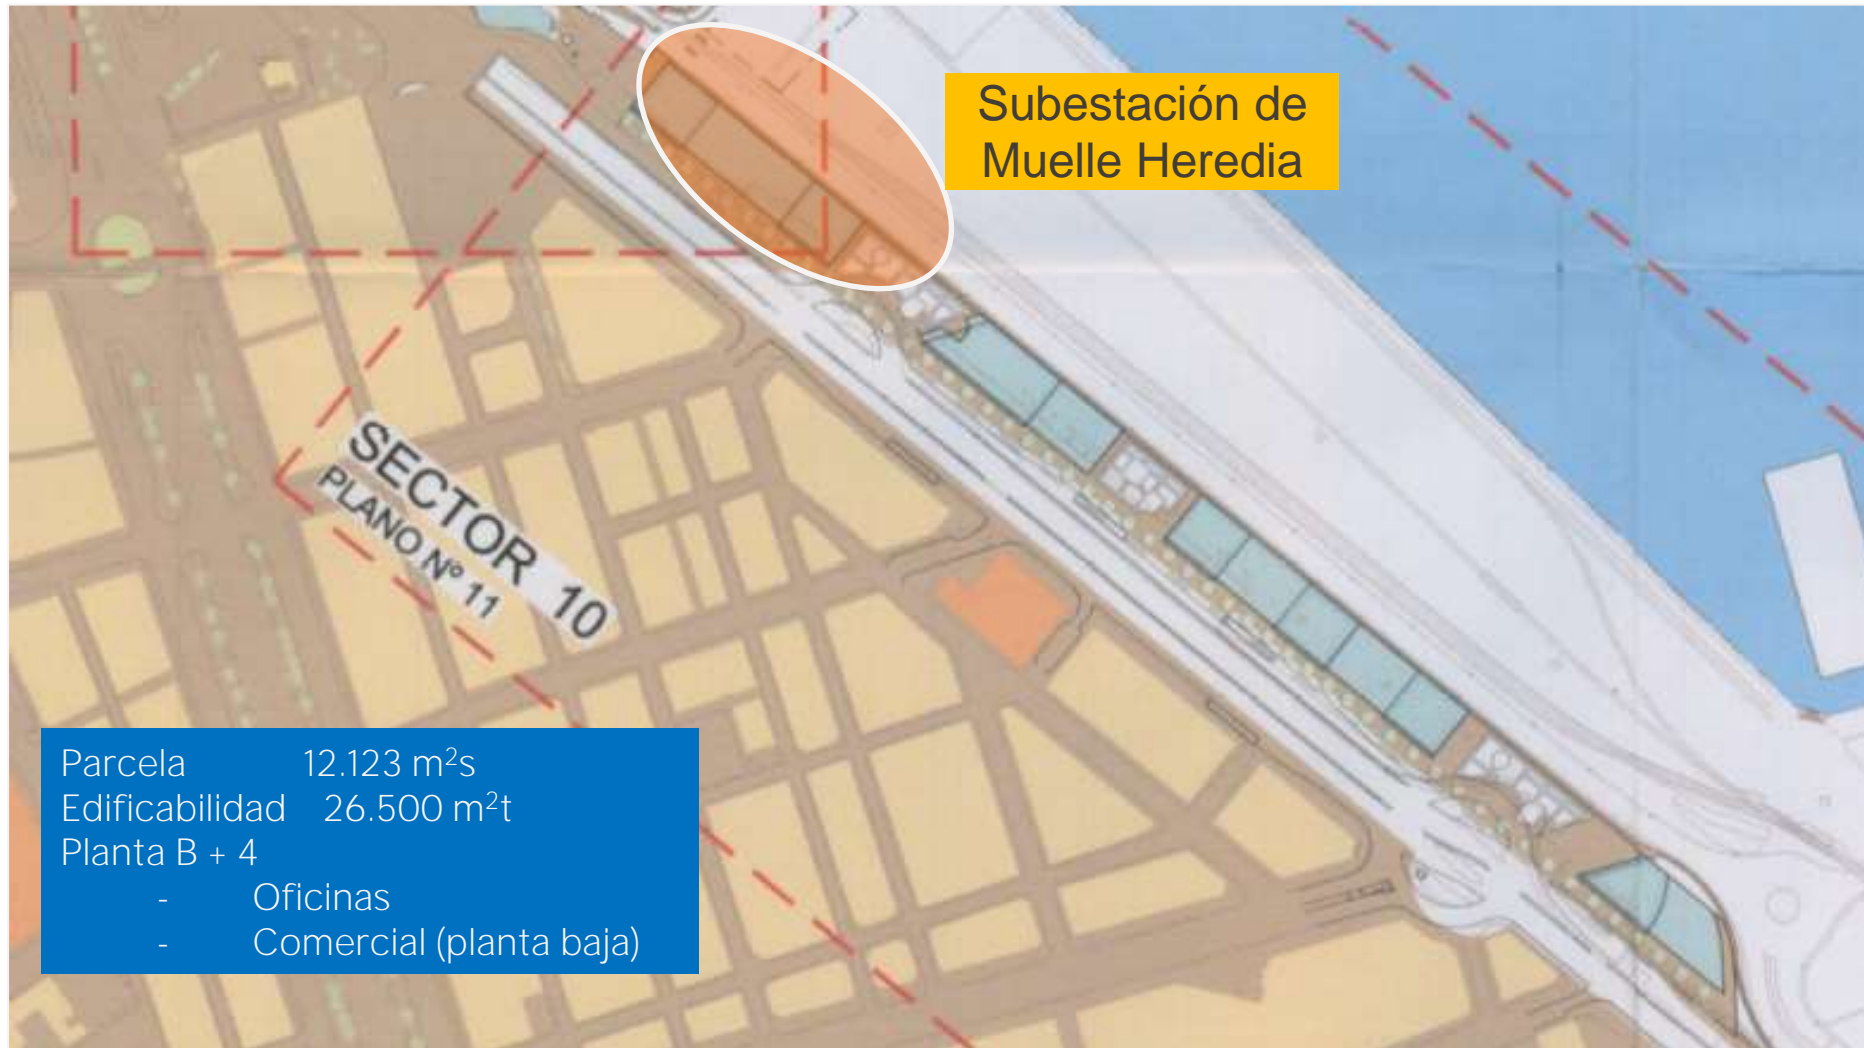 Subestación de
Muelle Heredia
SECTOR 10
PLANO Nº 11
Parcela 12.123 m²s
Edificabilidad 26.500 m²t
Planta B + 4
- Oficinas
- Comercial (planta baja)